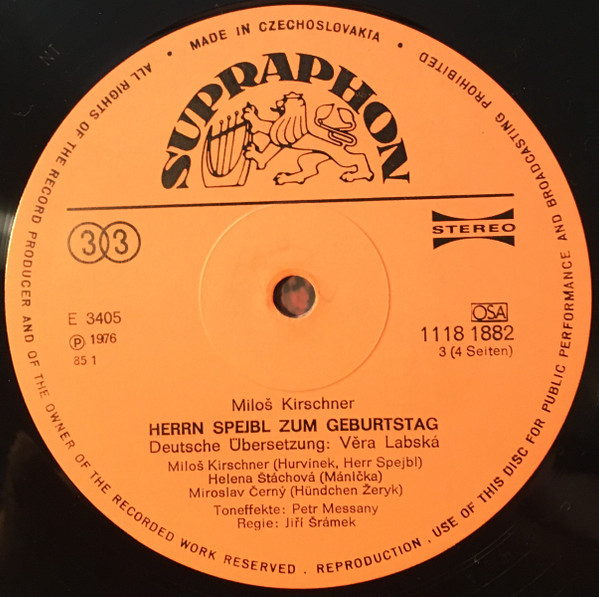 MADE IN CZECHOSLOVAKIA
ALL RIGHTS OF THE RECORD PRODUCER AND OF THE OWNER OF THE RECORDED WORK RESERVED . REPRODUCTION , USE OF THIS DISC FOR PUBLIC PERFORMANCE AND BROADCASTING PROHIBITED
SUPRAPHON
33
STEREO
E 3405
Ⓟ 1976
85 1
OSA
1118 1882
3 (4 Seiten)
Miloš Kirschner
HERRN SPEJBL ZUM GEBURTSTAG
Deutsche Übersetzung: Věra Labská
Miloš Kirschner (Hurvínek, Herr Spejbl)
Helena Štáchová (Mánička)
Miroslav Černý (Hündchen Žeryk)
Toneffekte: Petr Messany
Regie: Jiří Šrámek